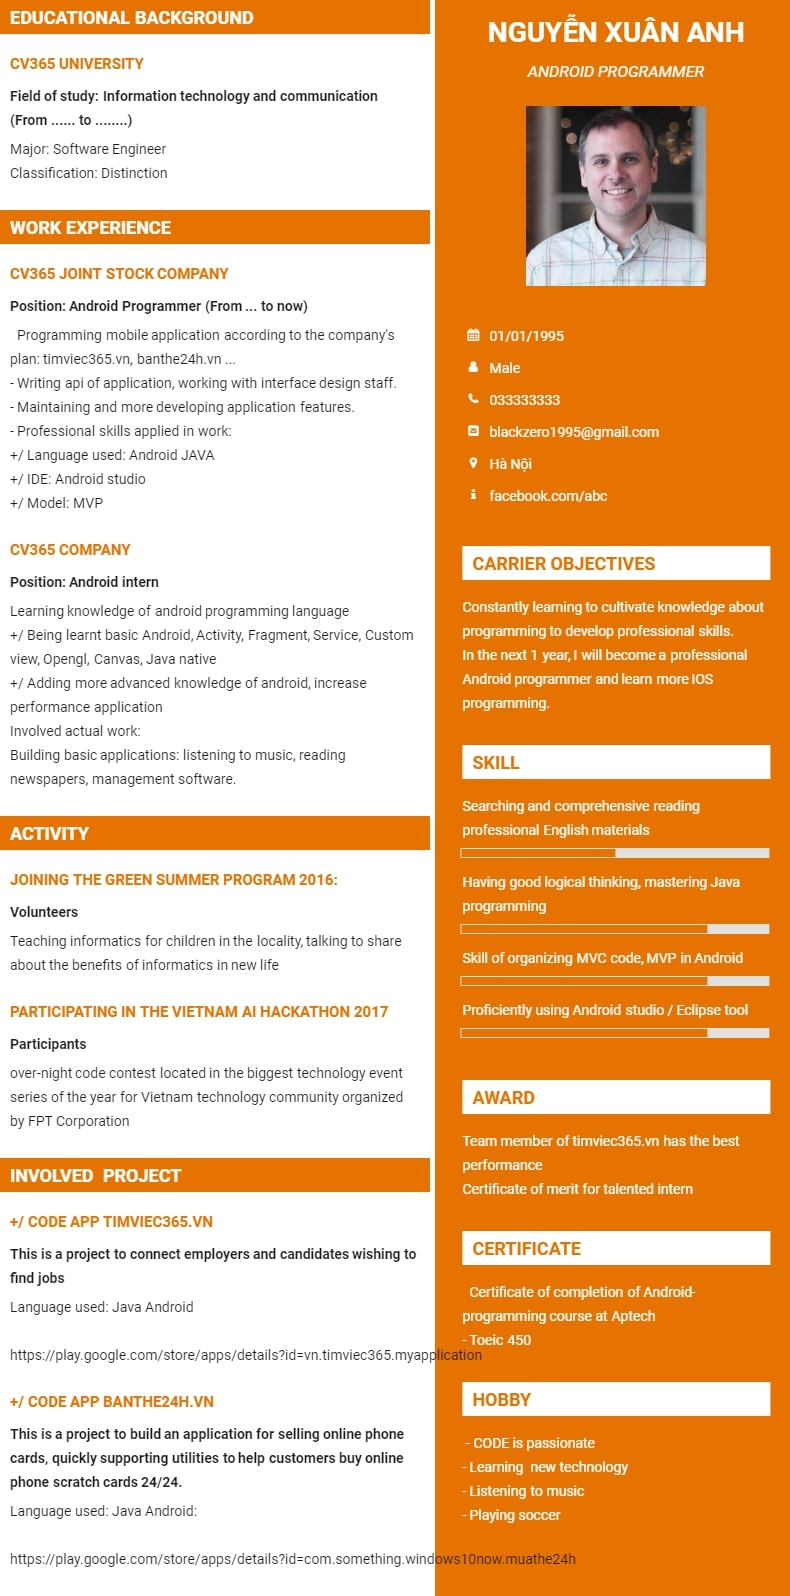 EDUCATIONAL BACKGROUND
CV365 UNIVERSITY
Field of study: Information technology and communication
(From ...... to ........)
Major: Software Engineer
Classification: Distinction
WORK EXPERIENCE
CV365 JOINT STOCK COMPANY
Position: Android Programmer (From ... to now)
Programming mobile application according to the company's
plan: timviec365.vn, banthe24h.vn ...
- Writing api of application, working with interface design staff.
- Maintaining and more developing application features.
- Professional skills applied in work:
+/ Language used: Android JAVA
+/ IDE: Android studio
+/ Model: MVP
CV365 COMPANY
Position: Android intern
Learning knowledge of android programming language
+/ Being learnt basic Android, Activity, Fragment, Service, Custom
view, Opengl, Canvas, Java native
+/ Adding more advanced knowledge of android, increase
performance application
Involved actual work:
Building basic applications: listening to music, reading
newspapers, management software.
ACTIVITY
JOINING THE GREEN SUMMER PROGRAM 2016:
Volunteers
Teaching informatics for children in the locality, talking to share
about the benefits of informatics in new life
PARTICIPATING IN THE VIETNAM AI HACKATHON 2017
Participants
over-night code contest located in the biggest technology event
series of the year for Vietnam technology community organized
by FPT Corporation
INVOLVED PROJECT
+/ CODE APP TIMVIEC365.VN
This is a project to connect employers and candidates wishing to
find jobs
Language used: Java Android
https://play.google.com/store/apps/details?id=vn.timviec365.myapplication
+/ CODE APP BANTHE24H.VN
This is a project to build an application for selling online phone
cards, quickly supporting utilities to help customers buy online
phone scratch cards 24/24.
Language used: Java Android:
https://play.google.com/store/apps/details?id=com.something.windows10now.muathe24h
NGUYỄN XUÂN ANH
ANDROID PROGRAMMER
01/01/1995
Male
033333333
blackzero1995@gmail.com
Hà Nội
facebook.com/abc
CARRIER OBJECTIVES
Constantly learning to cultivate knowledge about
programming to develop professional skills.
In the next 1 year, I will become a professional
Android programmer and learn more IOS
programming.
SKILL
Searching and comprehensive reading
professional English materials
Having good logical thinking, mastering Java
programming
Skill of organizing MVC code, MVP in Android
Proficiently using Android studio / Eclipse tool
AWARD
Team member of timviec365.vn has the best
performance
Certificate of merit for talented intern
CERTIFICATE
Certificate of completion of Android-
programming course at Aptech
- Toeic 450
HOBBY
- CODE is passionate
- Learning new technology
- Listening to music
- Playing soccer